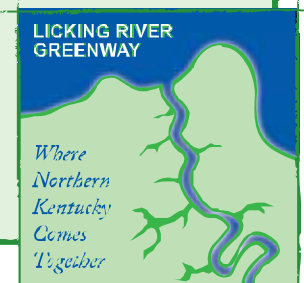 LICKING RIVER
GREENWAY
Where
Northern
Kentucky
Comes
Together